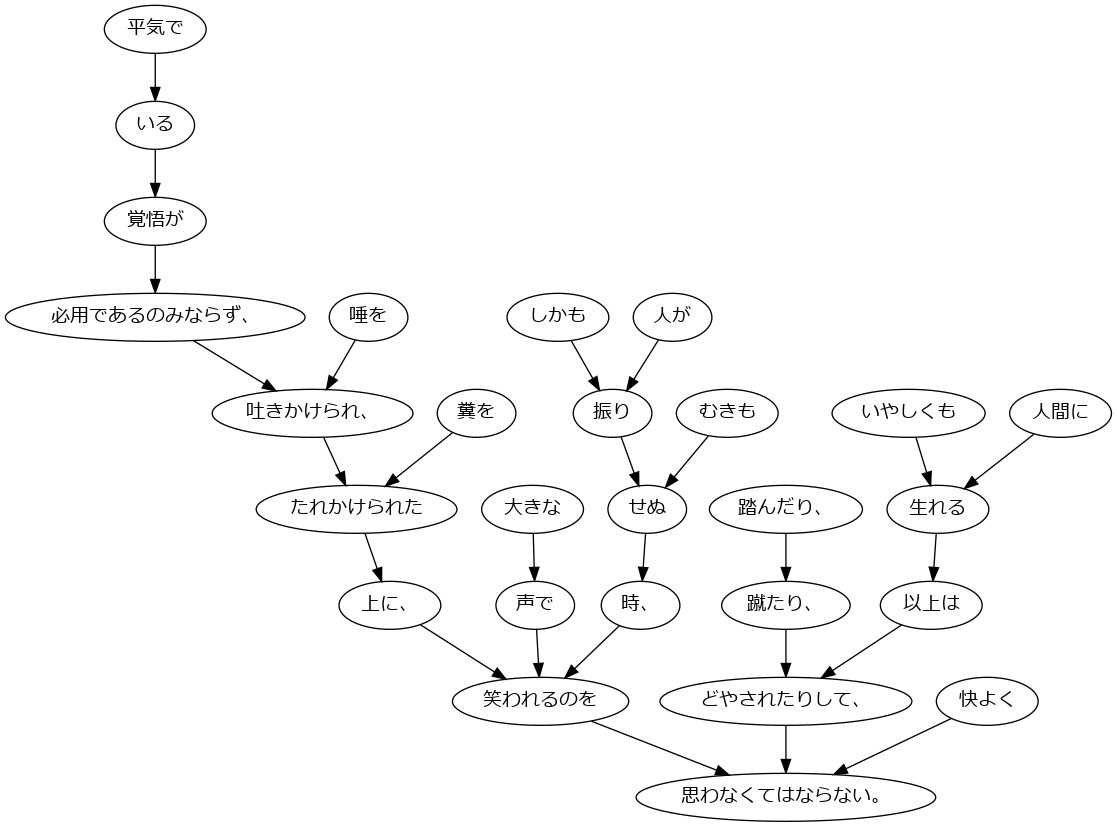 平気で
いる
覚悟が
必用であるのみならず、
唾を
しかも
人が
吐きかけられ、
糞を
振り
むきも
いやしくも
人間に
たれかけられた
大きな
せぬ
踏んだり、
生れる
上に、
声で
時、
蹴たり、
以上は
笑われるのを
どやされたりして、
快よく
思わなくてはならない。